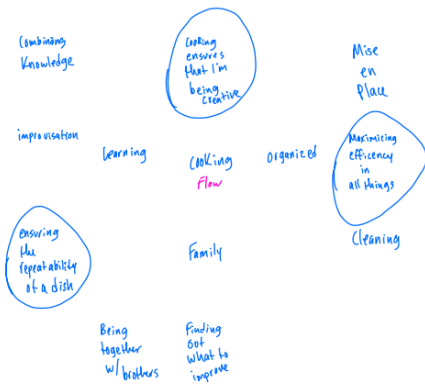 Combining
Knowledge
Cooking
ensures
that I'm
being
creative
Mise
en
Place
improvisation
Learning
Cooking
Flow
organized
Maximizing
efficency
in
all things
Cleaning
ensuring
the
repeatability
of a dish
Family
Being
together
w/ brothers
Finding
out
what to
improve